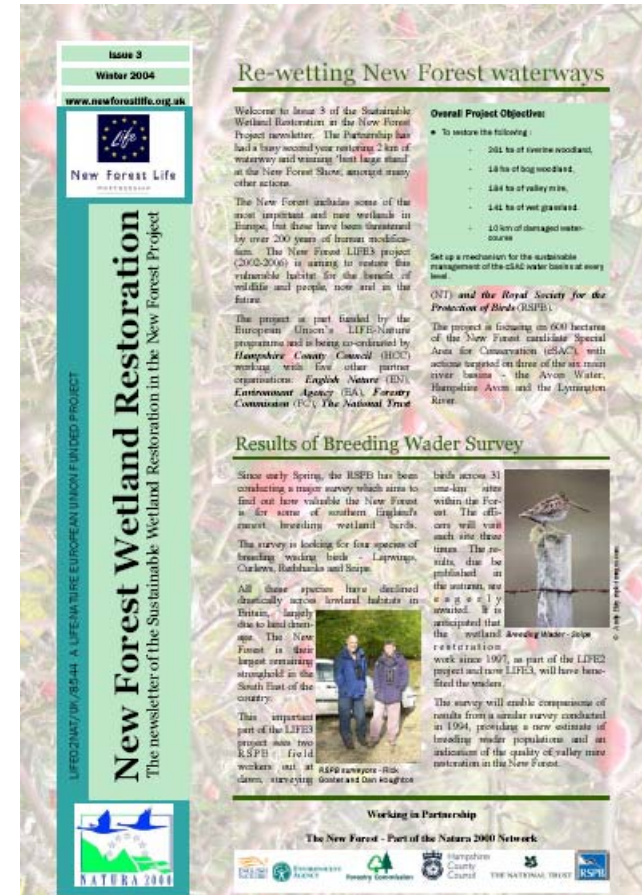 Issue 3
Winter 2004
www.newforestlife.org.uk
Life
New Forest Life
PARTNERSHIP
New Forest Wetland Restoration
The newsletter of the Sustainable Wetland Restoration in the New Forest Project
LIFE02NAT/UK/8544 A LIFE-NATURE EUROPEAN UNION FUNDED PROJECT
NATURA 2000
Re-wetting New Forest waterways
Welcome to Issue 3 of the Sustainable
Wetland Restoration in the New Forest
Project newsletter. The Partnership has
had a busy second year restoring 2 km of
waterway and winning 'best large stand'
at the New Forest Show, amongst many
other actions.
The New Forest includes some of the
most important and rare wetlands in
Europe, but these have been threatened
by over 200 years of human modifica-
tion. The New Forest LIFE3 project
(2002-2006) is aiming to restore this
vulnerable habitat for the benefit of
wildlife and people, now and in the
future.
The project is part funded by the
European Union's LIFE-Nature
programme and is being co-ordinated by
Hampshire County Council (HCC)
working with five other partner
organisations: English Nature (EN),
Environment Agency (EA), Forestry
Commission (FC), The National Trust
Overall Project Objective:
• To restore the following :
- 261 ha of riverine woodland,
- 18 ha of bog woodland,
- 184 ha of valley mire,
- 141 ha of wet grassland.
- 10 km of damaged water-
course
Set up a mechanism for the sustainable
management of the cSAC water basins at every
level.
(NT) and the Royal Society for the
Protection of Birds (RSPB).
The project is focusing on 600 hectares
of the New Forest candidate Special
Area for Conservation (cSAC), with
actions targeted on three of the six main
river basins - the Avon Water,
Hampshire Avon and the Lymington
River.
Results of Breeding Wader Survey
Since early Spring, the RSPB has been
conducting a major survey which aims to
find out how valuable the New Forest
is for some of southern England's
rarest breeding wetland birds.
The survey is looking for four species of
breeding wading birds - Lapwings,
Curlews, Redshanks and Snipe.
All these species have declined
drastically across lowland habitats in
Britain, largely
due to land drain-
age. The New
Forest is their
largest remaining
stronghold in the
South East of the
country.
This important
part of the LIFE3
project sees two
RSPB field
workers out at
dawn, surveying
RSPB surveyors - Rick
Goater and Dan Houghton
birds across 31
one-km sites
within the For-
est. The offi-
cers will visit
each site three
times. The re-
sults, due be
published in
the autumn, are
eagerly
awaited. It is
anticipated that
the wetland
restoration
work since 1997, as part of the LIFE2
project and now LIFE3, will have bene-
fited the waders.
Breeding Wader - Snipe
The survey will enable comparisons of
results from a similar survey conducted
in 1994, providing a new estimate of
breeding wader populations and an
indication of the quality of valley mire
restoration in the New Forest.
Working in Partnership
The New Forest - Part of the Natura 2000 Network
ENVIRONMENT
AGENCY
Forestry Commission
Hampshire
County
Council
THE NATIONAL TRUST
RSPB